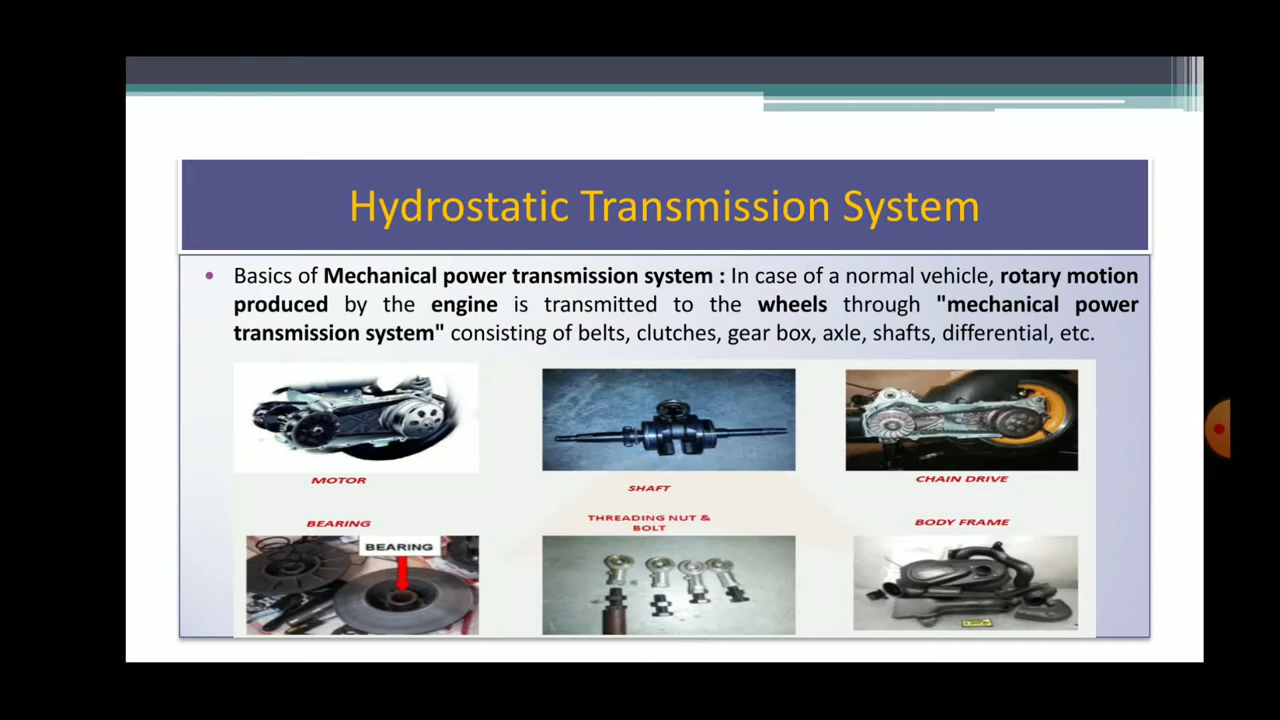 Hydrostatic Transmission System
• Basics of Mechanical power transmission system : In case of a normal vehicle, rotary motion
produced by the engine is transmitted to the wheels through "mechanical power
transmission system" consisting of belts, clutches, gear box, axle, shafts, differential, etc.
MOTOR
SHAFT
CHAIN DRIVE
BEARING
THREADING NUT &
BOLT
BODY FRAME
BEARING